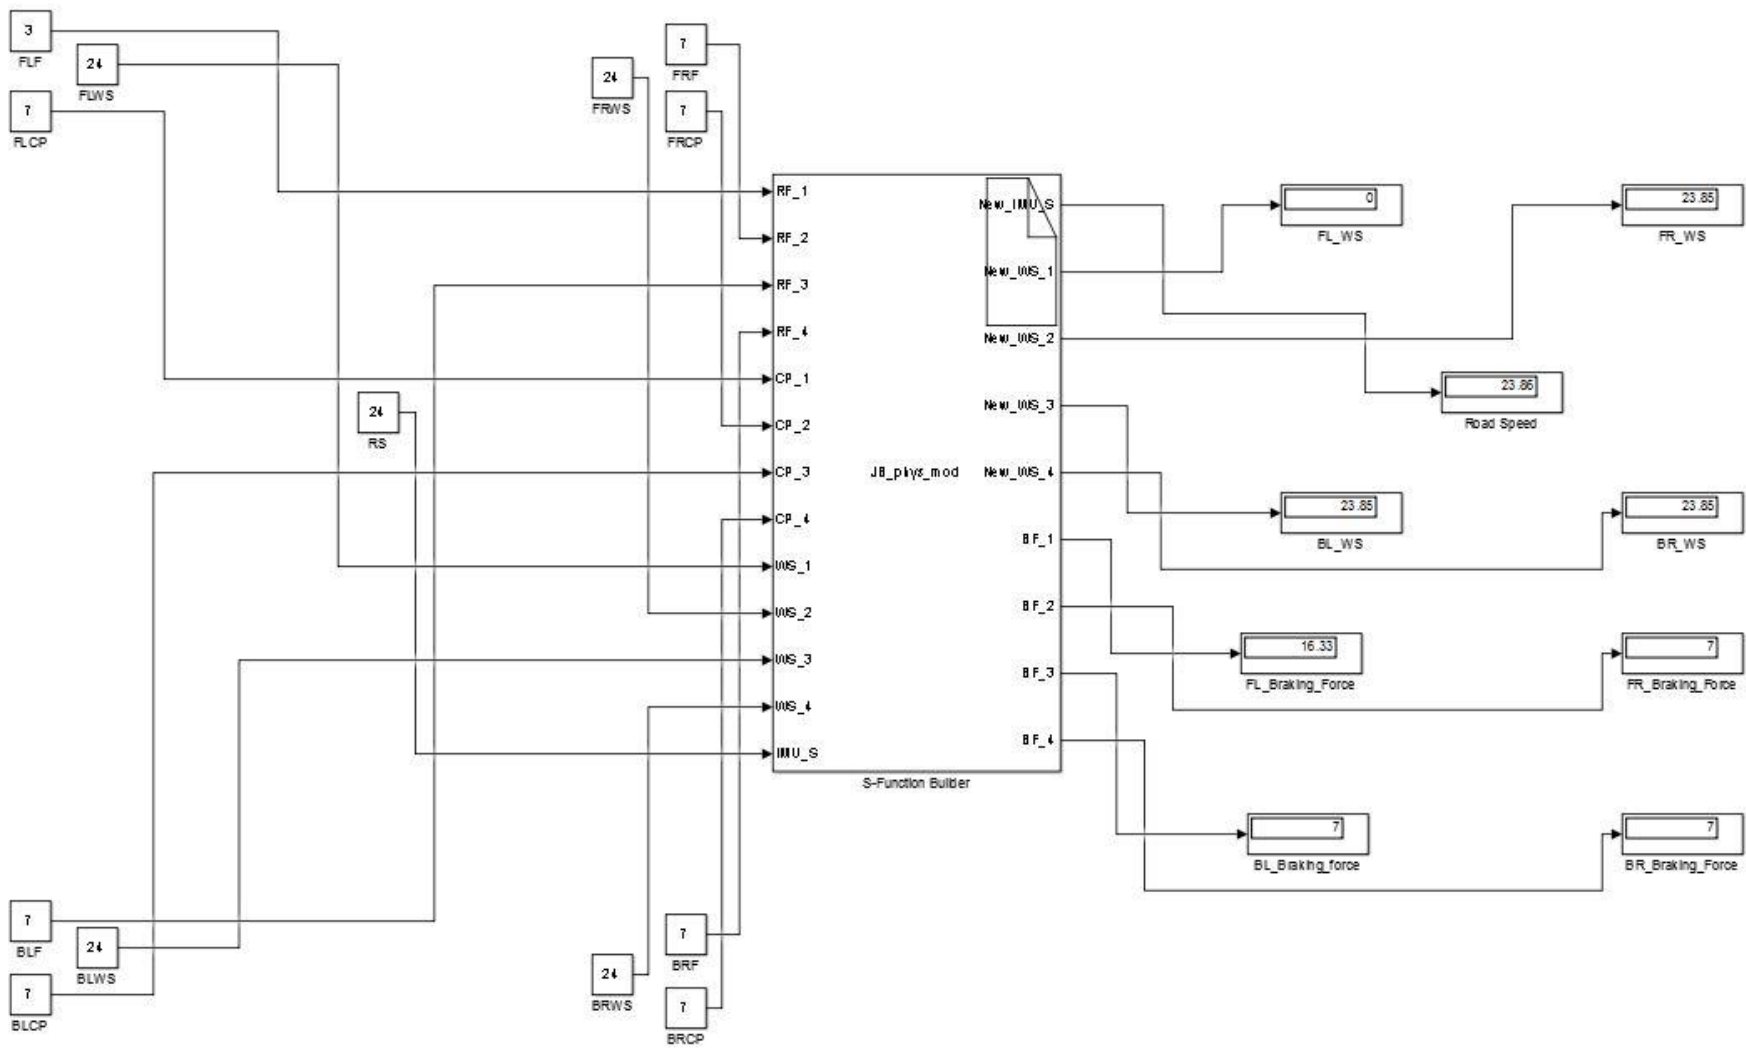 3
FLF
24
FLWS
7
FLCP
24
FRWS
7
FRF
7
FRCP
RF_1
RF_2
RF_3
RF_4
CP_1
CP_2
CP_3
CP_4
WS_1
WS_2
WS_3
WS_4
IMU_S
24
RS
JB_phys_mod
New_IMU_S
New_WS_1
New_WS_2
New_WS_3
New_WS_4
BF_1
BF_2
BF_3
BF_4
S-Function Builder
0
FL_WS
23.85
FR_WS
23.86
Road Speed
23.85
BL_WS
23.85
BR_WS
16.33
FL_Braking_Force
7
FR_Braking_Force
7
BL_Braking_force
7
BR_Braking_Force
7
BLF
24
BLWS
7
BLCP
24
BRWS
7
BRF
7
BRCP